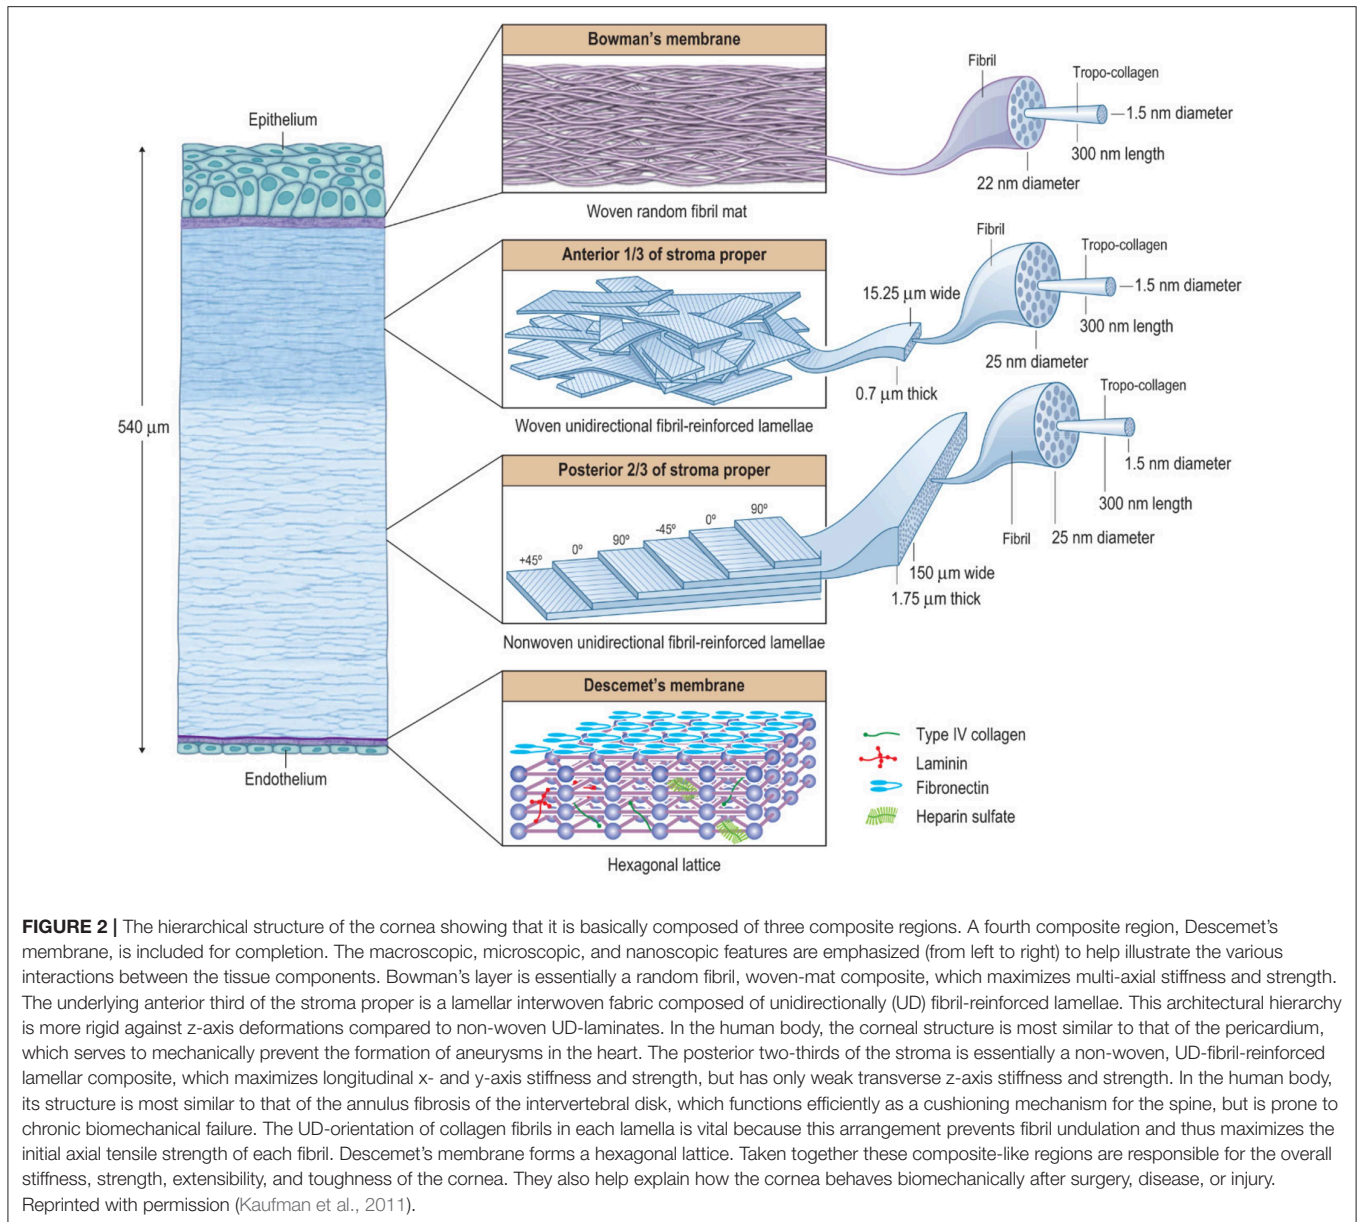 Epithelium
540 µm
Endothelium
Bowman's membrane
Woven random fibril mat
Fibril
Tropo-collagen
1.5 nm diameter
300 nm length
22 nm diameter
Anterior 1/3 of stroma proper
Woven unidirectional fibril-reinforced lamellae
15.25 µm wide
0.7 µm thick
Fibril
Tropo-collagen
1.5 nm diameter
300 nm length
25 nm diameter
Posterior 2/3 of stroma proper
+45º
0º
90º
-45º
0º
90º
Nonwoven unidirectional fibril-reinforced lamellae
150 µm wide
1.75 µm thick
Tropo-collagen
1.5 nm diameter
300 nm length
Fibril
25 nm diameter
Descemet's membrane
Hexagonal lattice
Type IV collagen
Laminin
Fibronectin
Heparin sulfate
FIGURE 2 | The hierarchical structure of the cornea showing that it is basically composed of three composite regions. A fourth composite region, Descemet's
membrane, is included for completion. The macroscopic, microscopic, and nanoscopic features are emphasized (from left to right) to help illustrate the various
interactions between the tissue components. Bowman's layer is essentially a random fibril, woven-mat composite, which maximizes multi-axial stiffness and strength.
The underlying anterior third of the stroma proper is a lamellar interwoven fabric composed of unidirectionally (UD) fibril-reinforced lamellae. This architectural hierarchy
is more rigid against z-axis deformations compared to non-woven UD-laminates. In the human body, the corneal structure is most similar to that of the pericardium,
which serves to mechanically prevent the formation of aneurysms in the heart. The posterior two-thirds of the stroma is essentially a non-woven, UD-fibril-reinforced
lamellar composite, which maximizes longitudinal x- and y-axis stiffness and strength, but has only weak transverse z-axis stiffness and strength. In the human body,
its structure is most similar to that of the annulus fibrosis of the intervertebral disk, which functions efficiently as a cushioning mechanism for the spine, but is prone to
chronic biomechanical failure. The UD-orientation of collagen fibrils in each lamella is vital because this arrangement prevents fibril undulation and thus maximizes the
initial axial tensile strength of each fibril. Descemet's membrane forms a hexagonal lattice. Taken together these composite-like regions are responsible for the overall
stiffness, strength, extensibility, and toughness of the cornea. They also help explain how the cornea behaves biomechanically after surgery, disease, or injury.
Reprinted with permission (Kaufman et al., 2011).